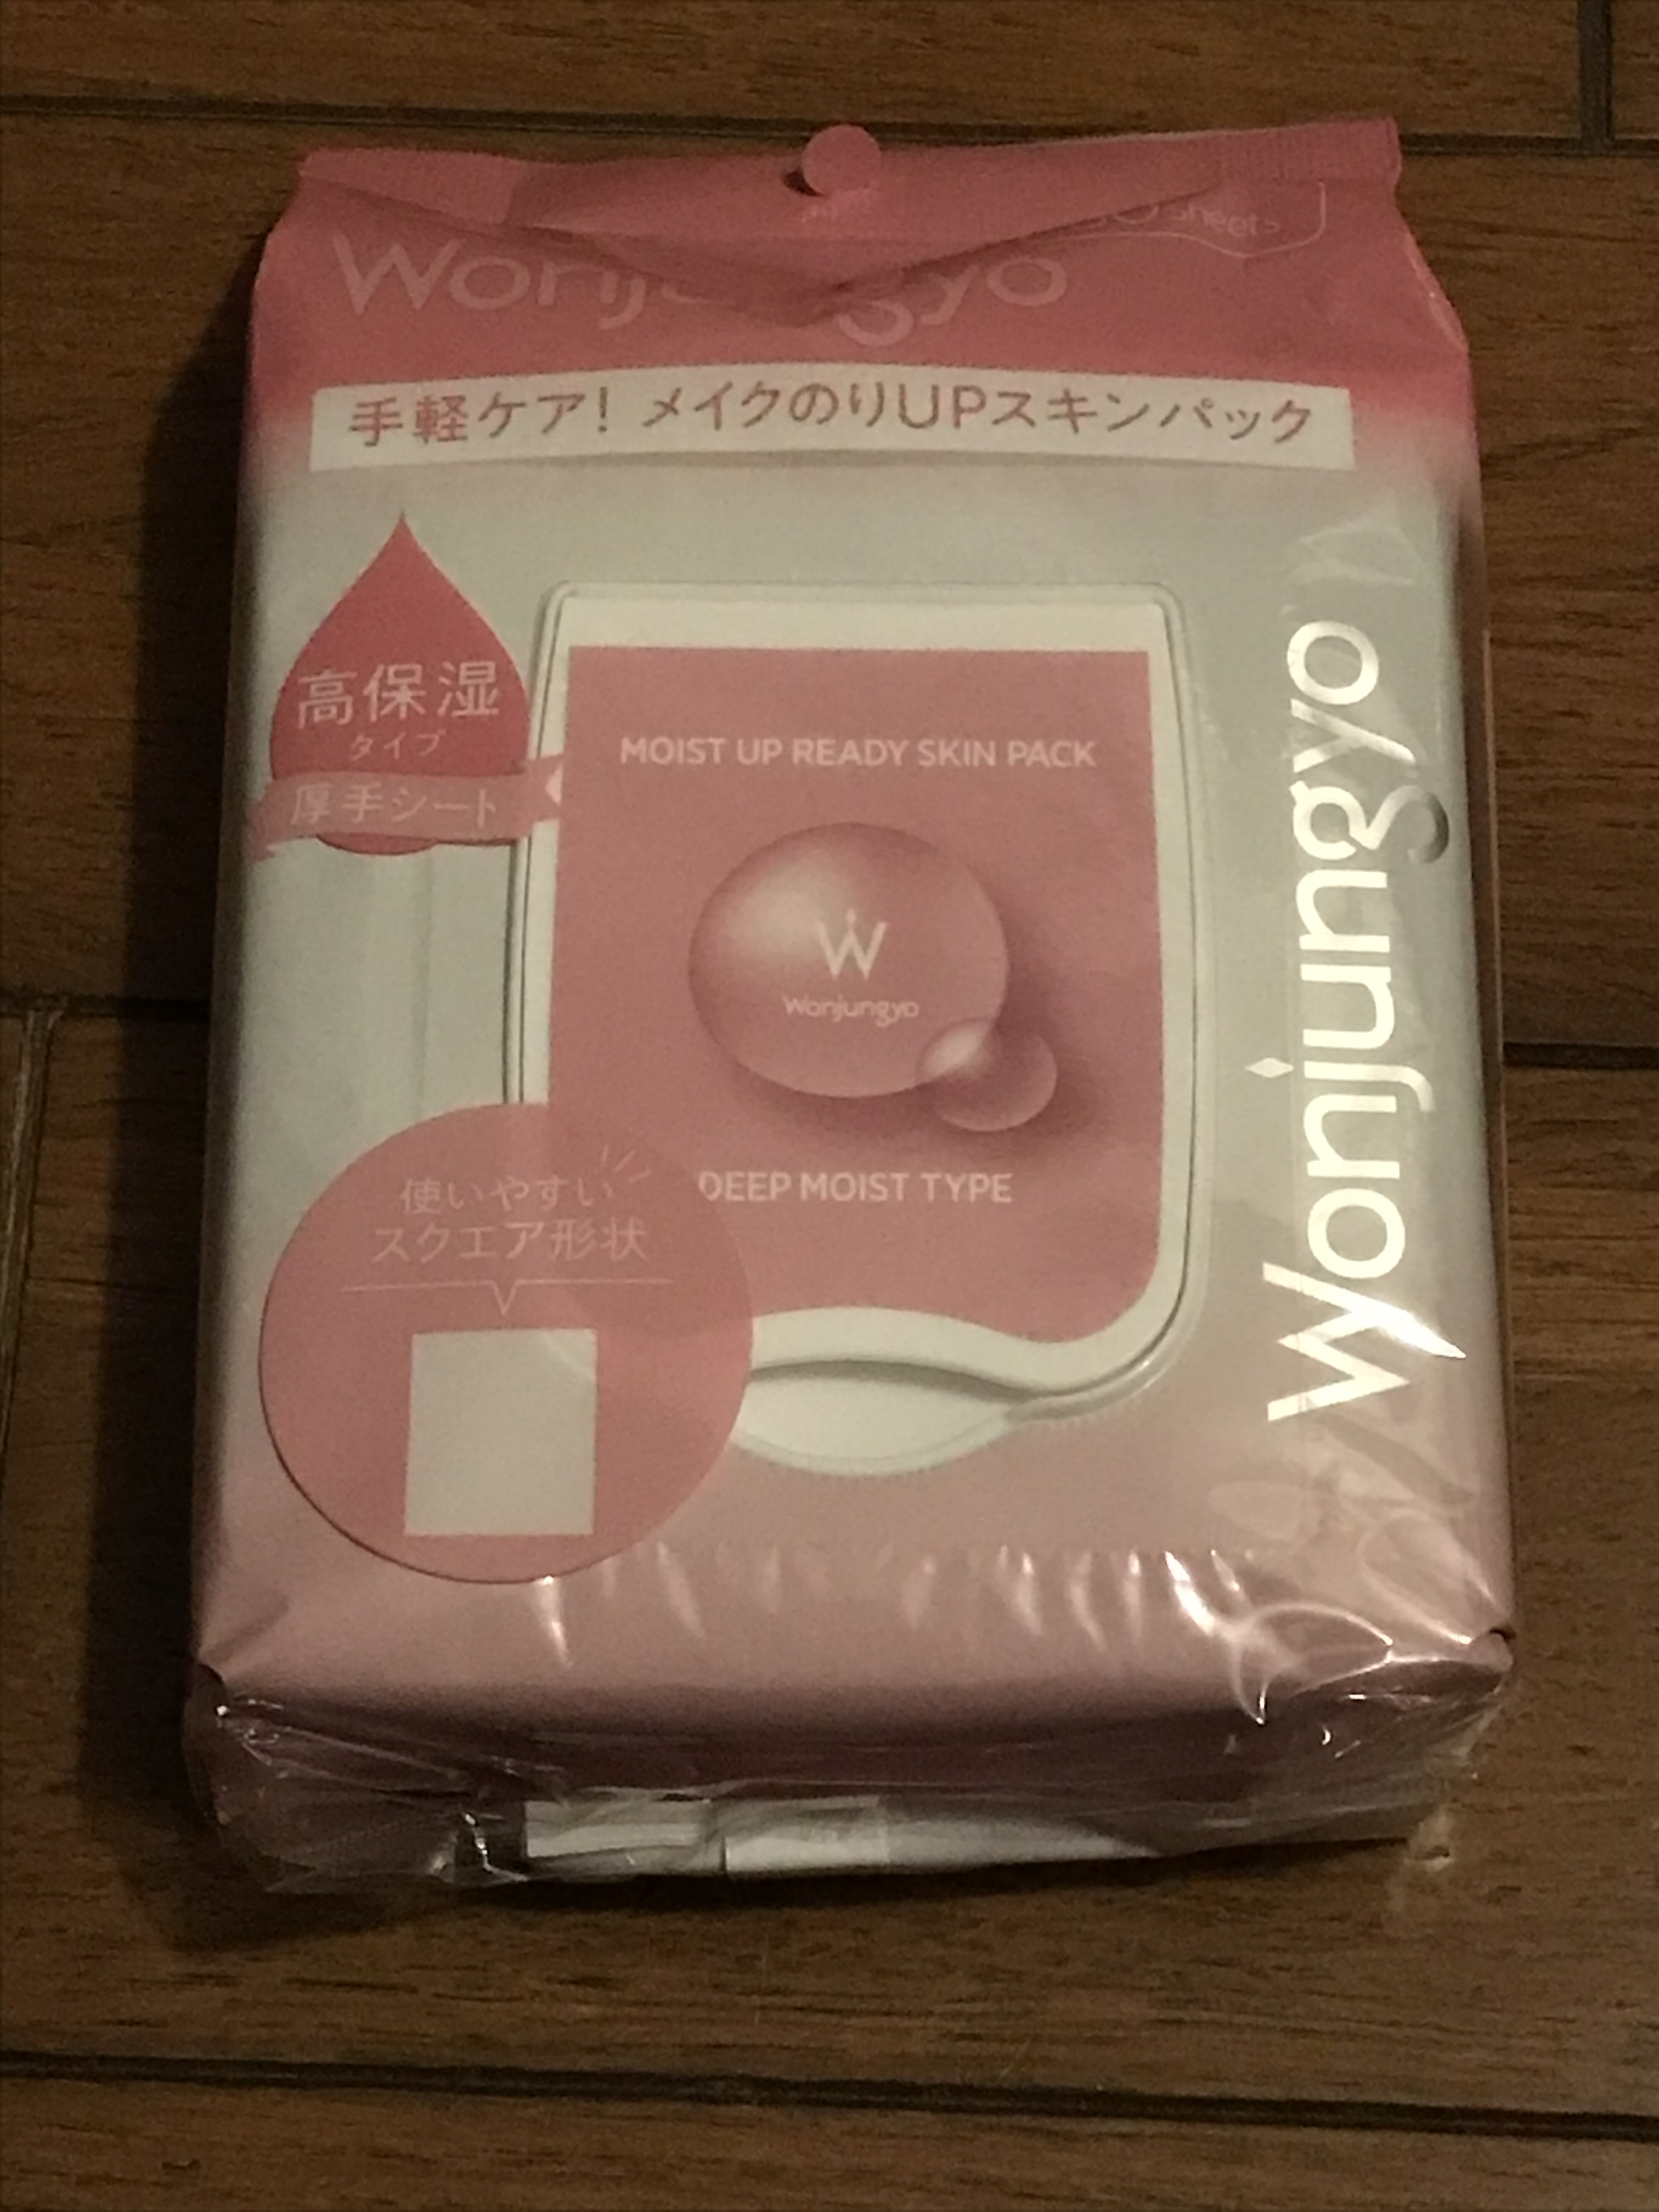 Wonjungyo
sheets
手軽ケア！ メイクのりUPスキンパック
高保湿
タイプ
厚手シート
MOIST UP READY SKIN PACK
W
Wonjungyo
DEEP MOIST TYPE
使いやすい
スクエア形状
Wonjungyo